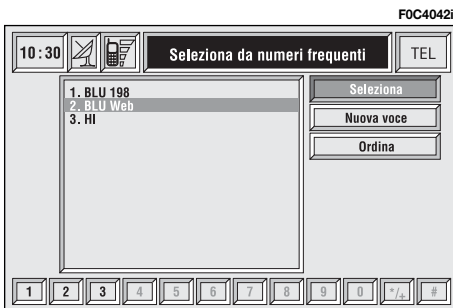 F0C4042i
10:30 Seleziona da numeri frequenti TEL
1. BLU 198
2. BLU Web
3. HI
Seleziona
Nuova voce
Ordina
1 2 3 4 5 6 7 8 9 0 */+ #